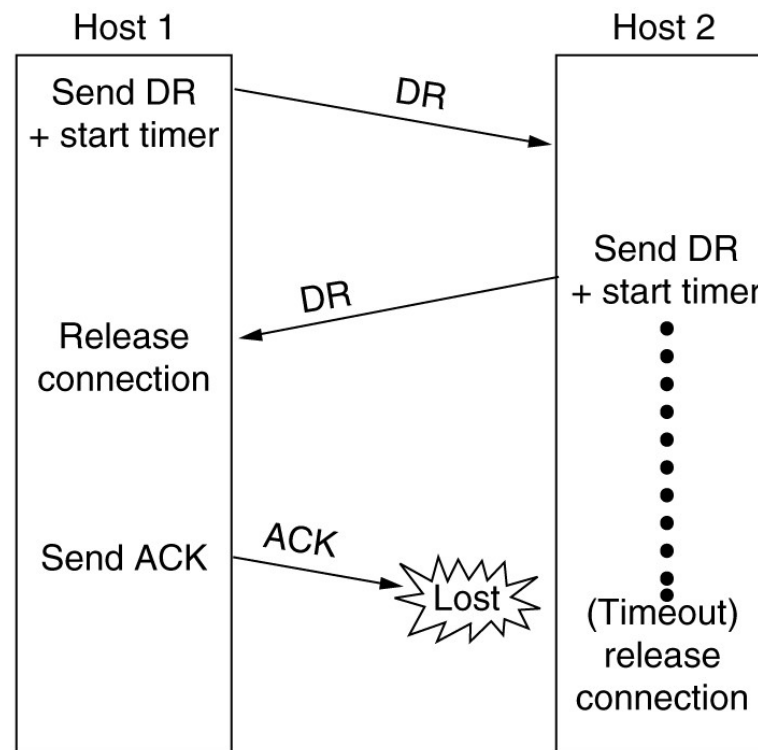 Host 1
Host 2
Send DR
+ start timer
DR
Send DR
+ start timer
DR
Release
connection
Send ACK
ACK
Lost
(Timeout)
release
connection